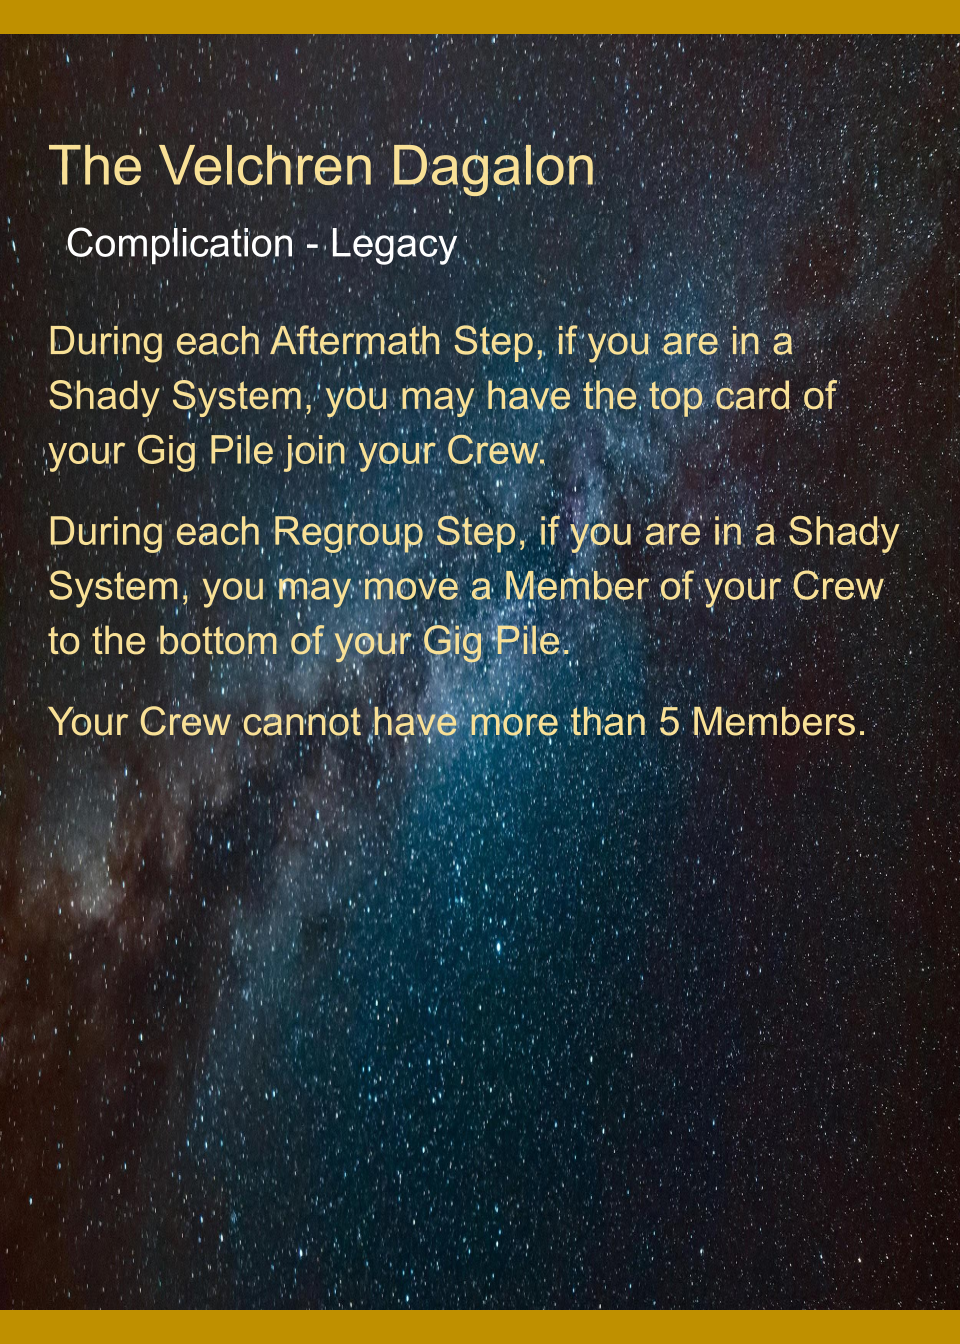 The Velchren Dagalon
Complication - Legacy
During each Aftermath Step, if you are in a
Shady System, you may have the top card of
your Gig Pile join your Crew.
During each Regroup Step, if you are in a Shady
System, you may move a Member of your Crew
to the bottom of your Gig Pile.
Your Crew cannot have more than 5 Members.